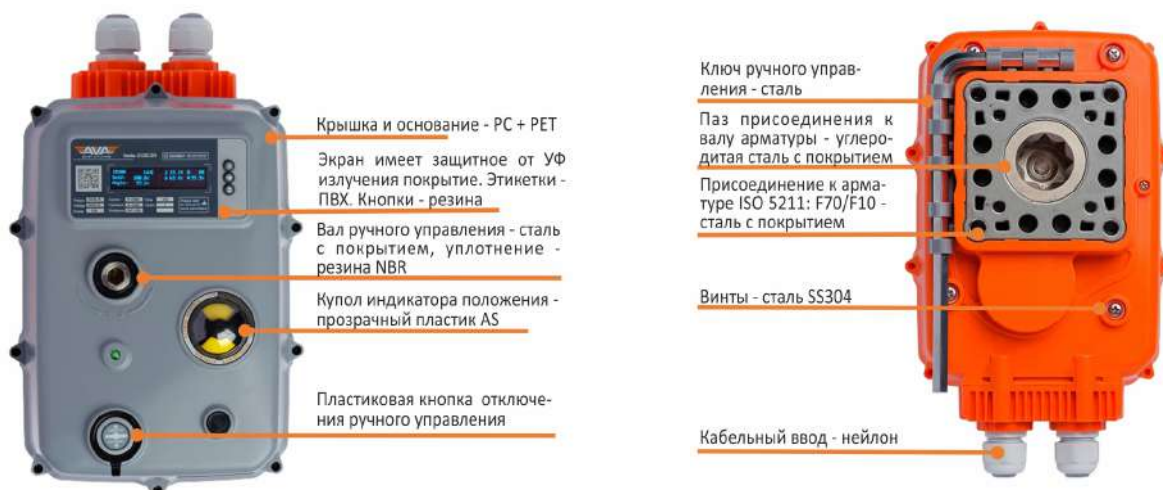 AVA
Крышка и основание - PC + PET
Экран имеет защитное от УФ
излучения покрытие. Этикетки -
ПВХ. Кнопки - резина
Вал ручного управления - сталь
с покрытием, уплотнение -
резина NBR
Купол индикатора положения -
прозрачный пластик AS
Пластиковая кнопка отключе-
ния ручного управления
Ключ ручного управ-
ления - сталь
Паз присоединения к
валу арматуры - углеро-
дитая сталь с покрытием
Присоединение к арма-
туре ISO 5211: F70/F10 -
сталь с покрытием
Винты - сталь SS304
Кабельный ввод - нейлон